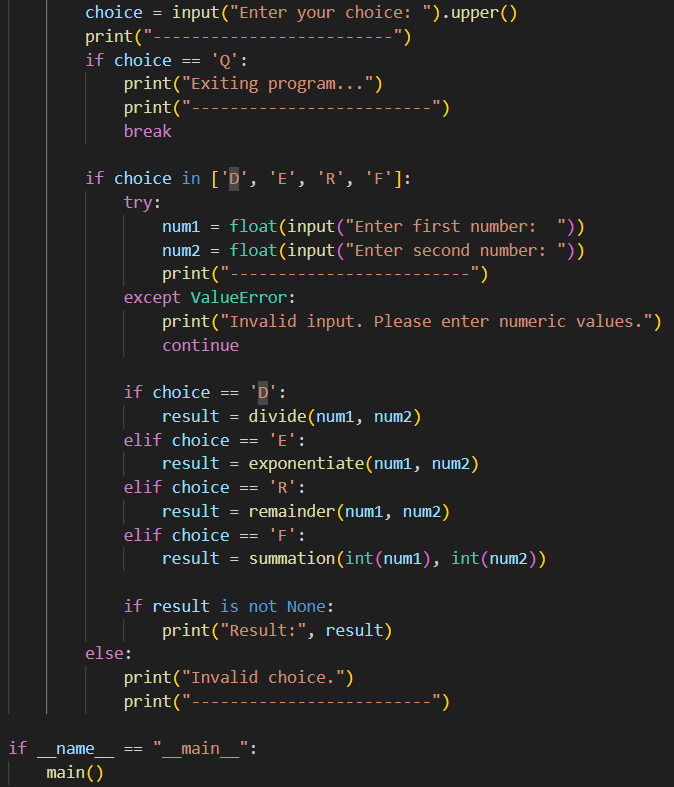 choice = input("Enter your choice: ").upper()
print("-------------------------")
if choice == 'Q':
print("Exiting program...")
print("-------------------------")
break
if choice in ['D', 'E', 'R', 'F']:
try:
num1 = float(input("Enter first number:  "))
num2 = float(input("Enter second number: "))
print("-------------------------")
except ValueError:
print("Invalid input. Please enter numeric values.")
continue
if choice == 'D':
result = divide(num1, num2)
elif choice == 'E':
result = exponentiate(num1, num2)
elif choice == 'R':
result = remainder(num1, num2)
elif choice == 'F':
result = summation(int(num1), int(num2))
if result is not None:
print("Result:", result)
else:
print("Invalid choice.")
print("-------------------------")
if __name__ == "__main__":
main()